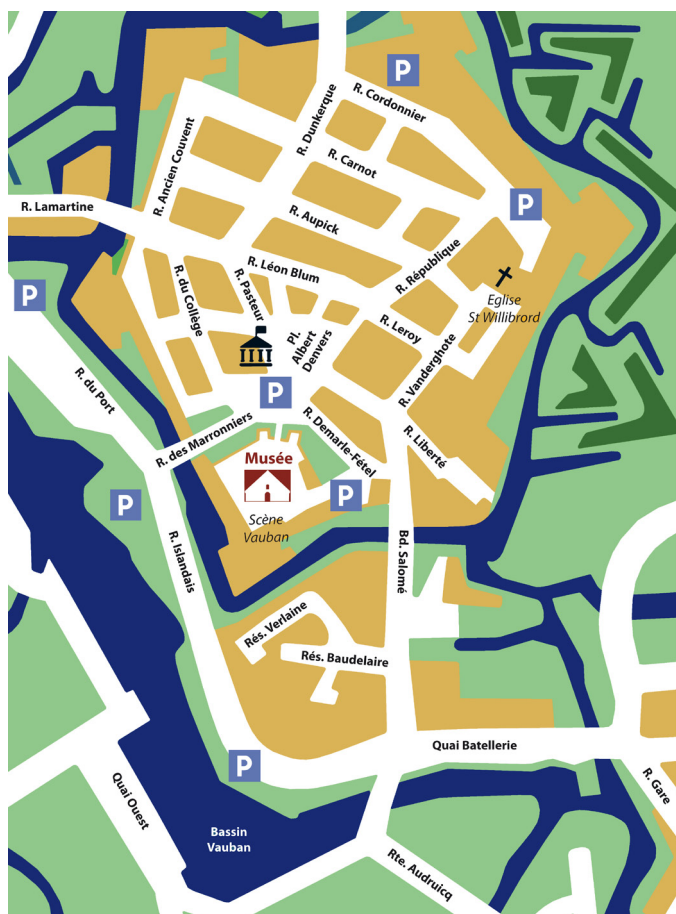 P
R. Cordonnier
R. Dunkerque
R. Ancien Couvent
R. Carnot
R. Lamartine
P
R. Aupick
R. République
R. Léon Blum
R. du Collège
R. Pasteur
Eglise
St Willibrord
P
Pl.
Albert
Denvers
R. Leroy
R. Vanderghote
P
R. du Port
R. des Marronniers
R. Demarle-Fétel
R. Liberté
Musée
P
P
Scène
Vauban
R. Islandais
Bd. Salomé
Rés. Verlaine
Rés. Baudelaire
Quai Batellerie
P
R. Gare
Quai Ouest
Bassin
Vauban
Rte. Audruicq